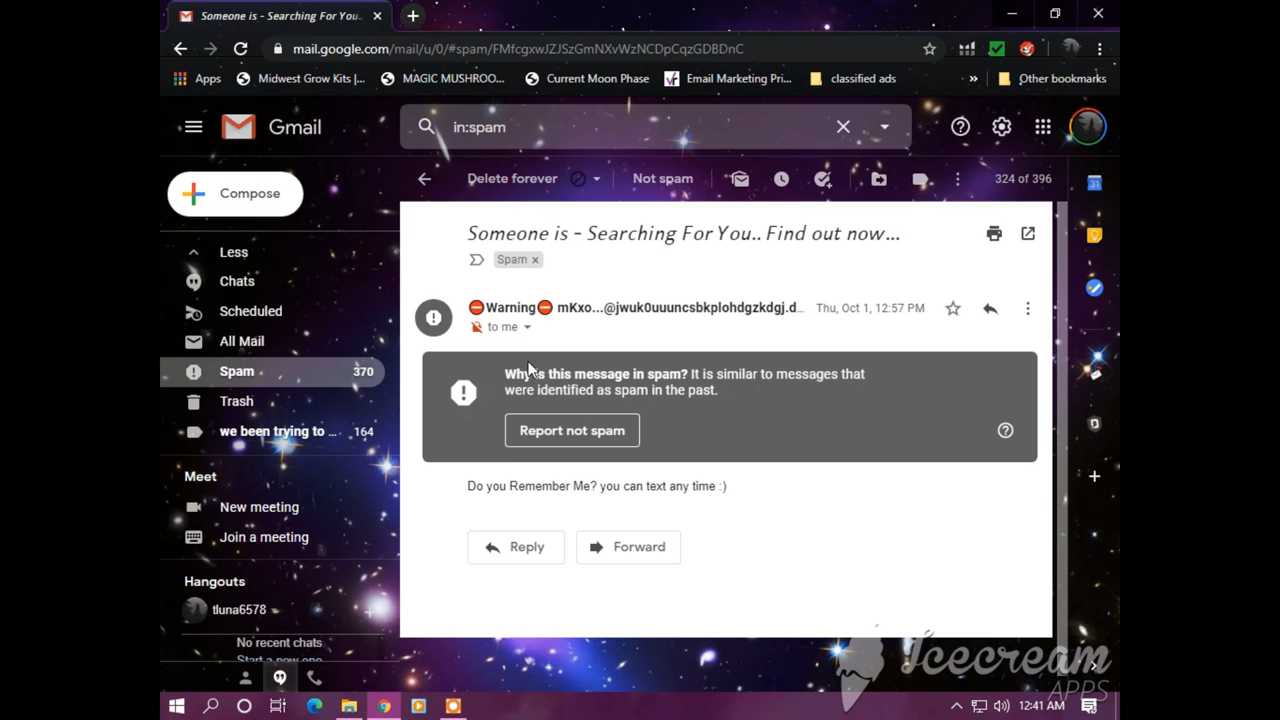 Someone is - Searching For You..
mail.google.com/mail/u/0/#spam/FMfcgxwJZJSzGmNXvWzNCDpCqzGDBDnC
Apps
Midwest Grow Kits |...
MAGIC MUSHROO...
Current Moon Phase
Email Marketing Pri...
classified ads
»
Other bookmarks
Gmail
in:spam
Compose
Delete forever
Not spam
324 of 396
Less
Chats
Scheduled
All Mail
Spam 370
Trash
we been trying to ... 164
Meet
New meeting
Join a meeting
Hangouts
tluna6578
No recent chats
Start a new one
Someone is - Searching For You.. Find out now...
Spam x
⛔Warning⛔ mKxo...@jwuk0uuuncsbkplohdgzkdgj.d...
Thu, Oct 1, 12:57 PM
to me
Why is this message in spam? It is similar to messages that
were identified as spam in the past.
Report not spam
Do you Remember Me? you can text any time :)
Reply
Forward
Icecream
APPS
12:41 AM